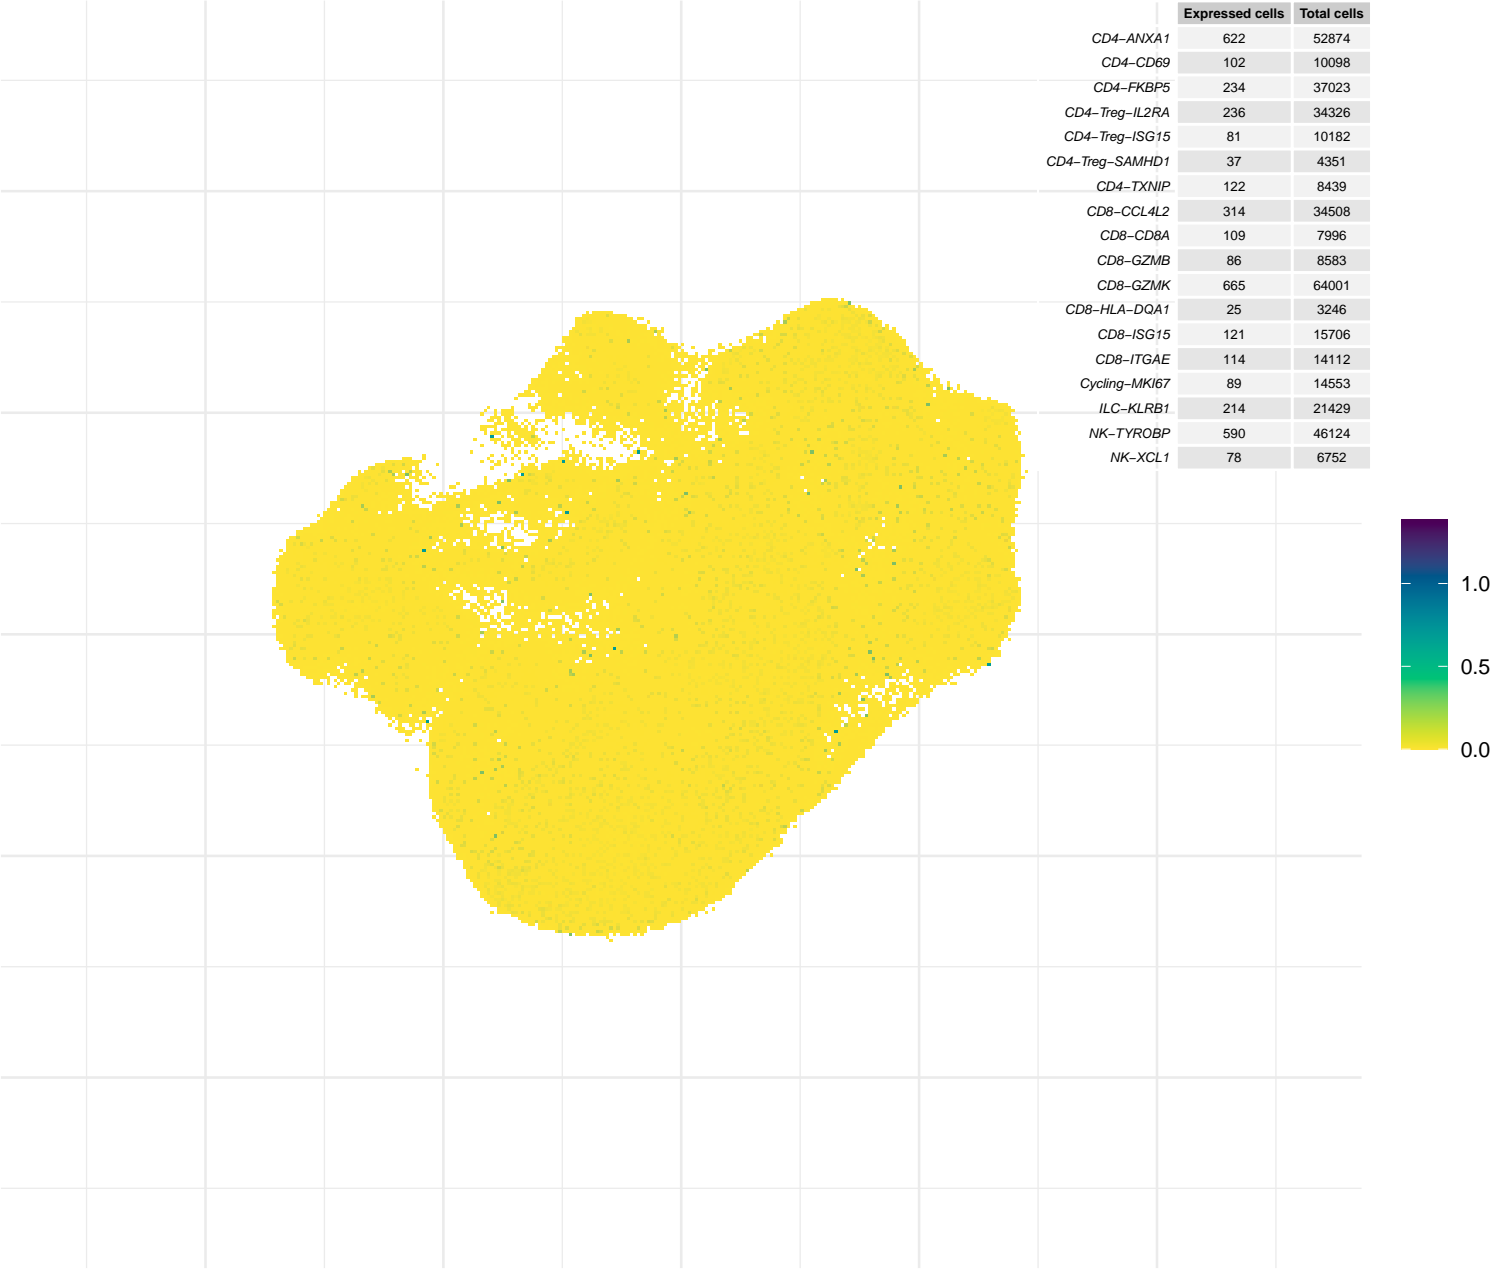 Expressed cells Total cells
CD4−ANXA1 622 52874
CD4−CD69 102 10098
CD4−FKBP5 234 37023
CD4−Treg−IL2RA 236 34326
CD4−Treg−ISG15 81 10182
CD4−Treg−SAMHD1 37 4351
CD4−TXNIP 122 8439
CD8−CCL4L2 314 34508
CD8−CD8A 109 7996
CD8−GZMB 86 8583
CD8−GZMK 665 64001
CD8−HLA−DQA1 25 3246
CD8−ISG15 121 15706
CD8−ITGAE 114 14112
Cycling−MKI67 89 14553
ILC−KLRB1 214 21429
NK−TYROBP 590 46124
NK−XCL1 78 6752
1.0
0.5
0.0